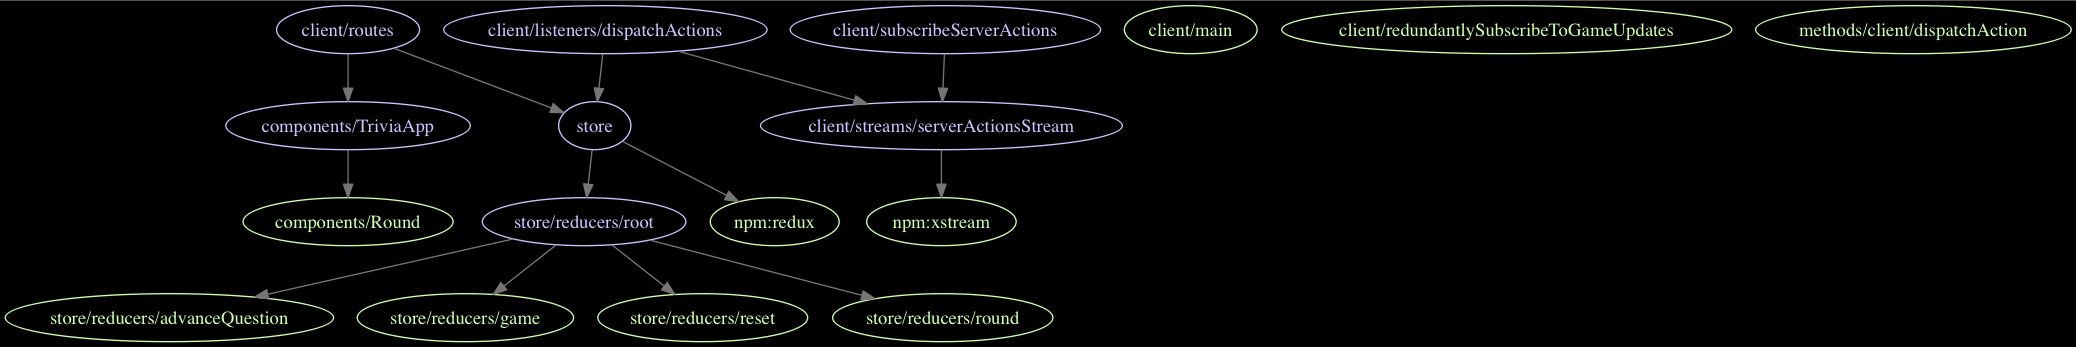 client/routes
client/listeners/dispatchActions
client/subscribeServerActions
client/main
client/redundantlySubscribeToGameUpdates
methods/client/dispatchAction
components/TriviaApp
store
client/streams/serverActionsStream
components/Round
store/reducers/root
npm:redux
npm:xstream
store/reducers/advanceQuestion
store/reducers/game
store/reducers/reset
store/reducers/round